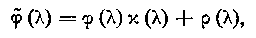 φ̃ (λ) = φ (λ) ϰ (λ) + ρ (λ),